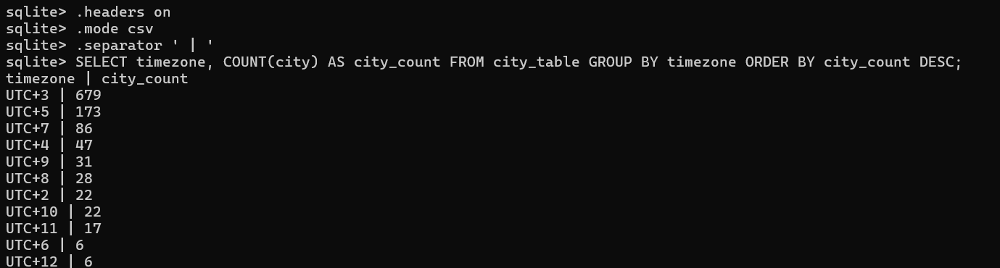 sqlite> .headers on
sqlite> .mode csv
sqlite> .separator ' | '
sqlite> SELECT timezone, COUNT(city) AS city_count FROM city_table GROUP BY timezone ORDER BY city_count DESC;
timezone | city_count
UTC+3 | 679
UTC+5 | 173
UTC+7 | 86
UTC+4 | 47
UTC+9 | 31
UTC+8 | 28
UTC+2 | 22
UTC+10 | 22
UTC+11 | 17
UTC+6 | 6
UTC+12 | 6